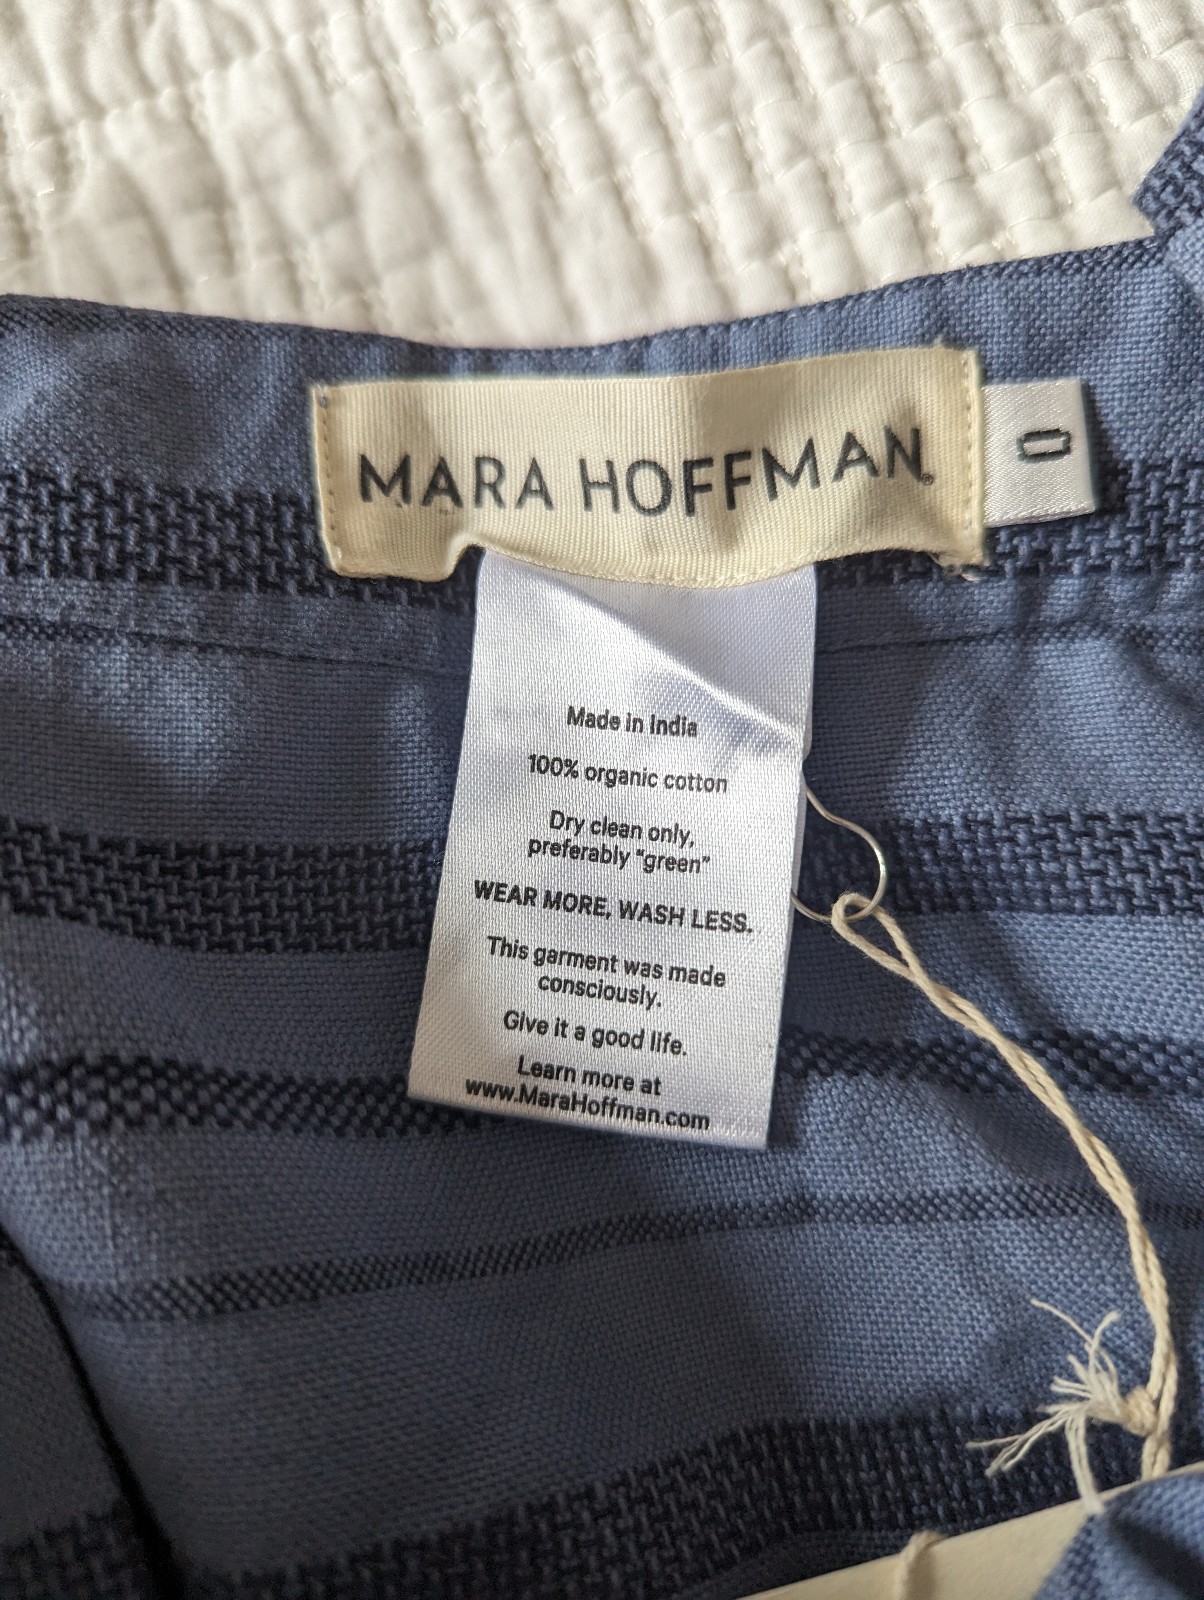 MARA HOFFMAN®
0
Made in India
100% organic cotton
Dry clean only,
preferably "green"
WEAR MORE, WASH LESS.
This garment was made
consciously.
Give it a good life.
Learn more at
www.MaraHoffman.com